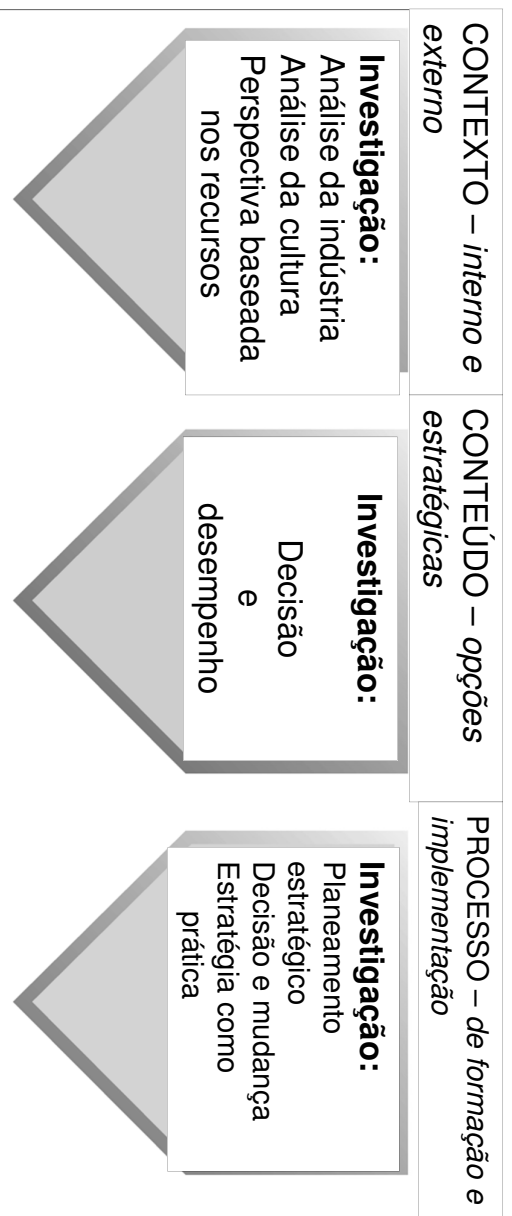 CONTEXTO – interno e
externo
Investigação:
Análise da indústria
Análise da cultura
Perspectiva baseada
nos recursos
CONTEÚDO – opções
estratégicas
Investigação:
Decisão
e
desempenho
PROCESSO – de formação e
implementação
Investigação:
Planeamento
estratégico
Decisão e mudança
Estratégia como
prática